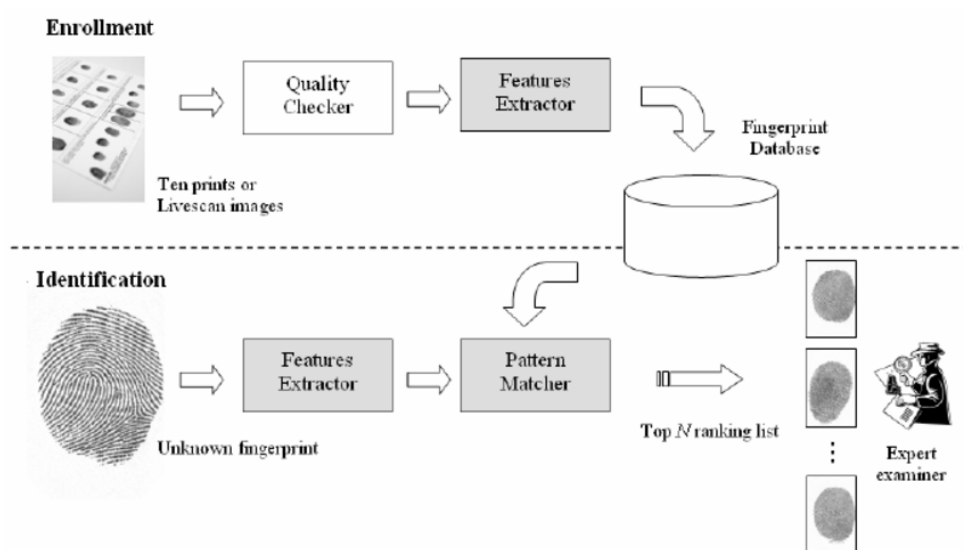 Enrollment
Quality
Checker
Features
Extractor
Fingerprint
Database
Ten prints or
Livescan images
Identification
Features
Extractor
Pattern
Matcher
Unknown fingerprint
Top N ranking list
Expert
examiner